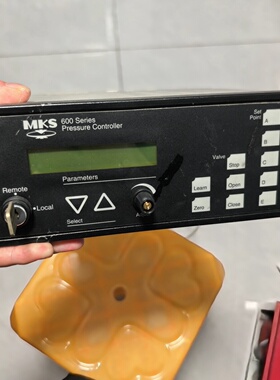 MKS 600 Series
Pressure Controller
Set
Point
A
B
Valve
Stop
C
Parameters
Remote
Learn
Open
D
Local
Select
Zero
Close
E